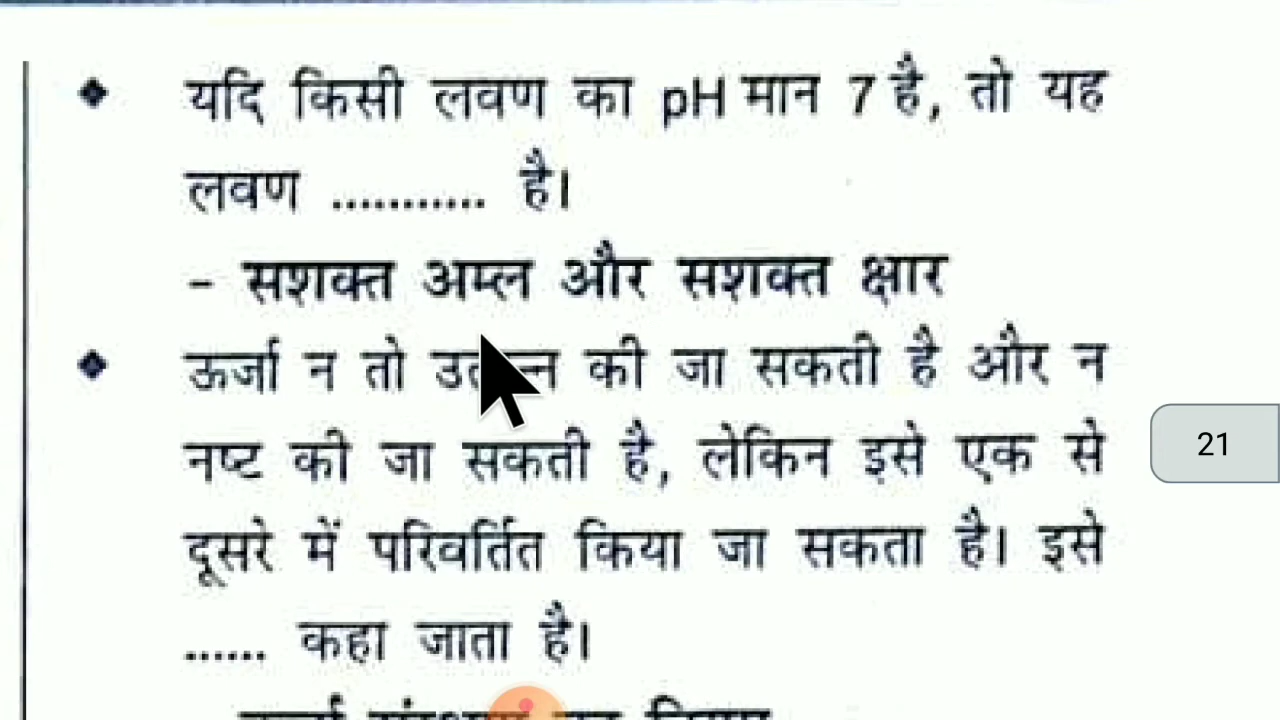 यदि किसी लवण का pH मान 7 है, तो यह
लवण ........... है।
- सशक्त अम्ल और सशक्त क्षार
ऊर्जा न तो की जा सकती है और न
नष्ट की जा सकती है, लेकिन इसे एक से
21
दूसरे में परिवर्तित किया जा सकता है। इसे
...... कहा जाता है।